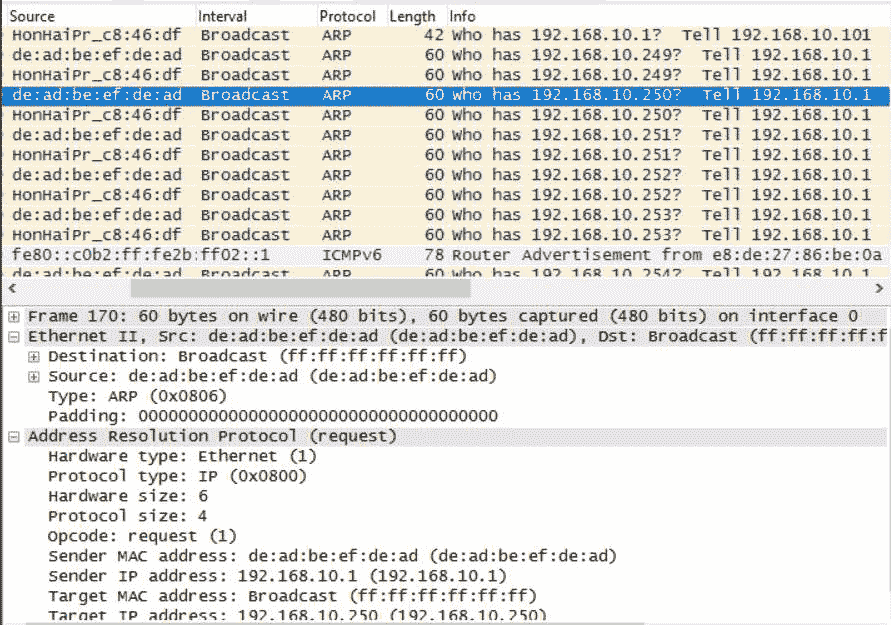 Source Interval Protocol Length Info
HonHaiPr_c8:46:df Broadcast ARP 42 Who has 192.168.10.1? Tell 192.168.10.101
de:ad:be:ef:de:ad Broadcast ARP 60 Who has 192.168.10.249? Tell 192.168.10.1
HonHaiPr_c8:46:df Broadcast ARP 60 Who has 192.168.10.249? Tell 192.168.10.1
de:ad:be:ef:de:ad Broadcast ARP 60 Who has 192.168.10.250? Tell 192.168.10.1
HonHaiPr_c8:46:df Broadcast ARP 60 Who has 192.168.10.250? Tell 192.168.10.1
de:ad:be:ef:de:ad Broadcast ARP 60 Who has 192.168.10.251? Tell 192.168.10.1
HonHaiPr_c8:46:df Broadcast ARP 60 Who has 192.168.10.251? Tell 192.168.10.1
de:ad:be:ef:de:ad Broadcast ARP 60 Who has 192.168.10.252? Tell 192.168.10.1
HonHaiPr_c8:46:df Broadcast ARP 60 Who has 192.168.10.252? Tell 192.168.10.1
de:ad:be:ef:de:ad Broadcast ARP 60 Who has 192.168.10.253? Tell 192.168.10.1
HonHaiPr_c8:46:df Broadcast ARP 60 Who has 192.168.10.253? Tell 192.168.10.1
fe80::c0b2:ff:fe2b:ff02::1 ICMPv6 78 Router Advertisement from e8:de:27:86:be:0a
de:ad:be:ef:de:ad Broadcast ARP 60 Who has 192.168.10.254? Tell 192.168.10.1
Frame 170: 60 bytes on wire (480 bits), 60 bytes captured (480 bits) on interface 0
Ethernet II, Src: de:ad:be:ef:de:ad (de:ad:be:ef:de:ad), Dst: Broadcast (ff:ff:ff:ff:ff:f
Destination: Broadcast (ff:ff:ff:ff:ff:ff)
Source: de:ad:be:ef:de:ad (de:ad:be:ef:de:ad)
Type: ARP (0x0806)
Padding: 000000000000000000000000000000000000
Address Resolution Protocol (request)
Hardware type: Ethernet (1)
Protocol type: IP (0x0800)
Hardware size: 6
Protocol size: 4
Opcode: request (1)
Sender MAC address: de:ad:be:ef:de:ad (de:ad:be:ef:de:ad)
Sender IP address: 192.168.10.1 (192.168.10.1)
Target MAC address: Broadcast (ff:ff:ff:ff:ff:ff)
Target IP address: 192.168.10.250 (192.168.10.250)